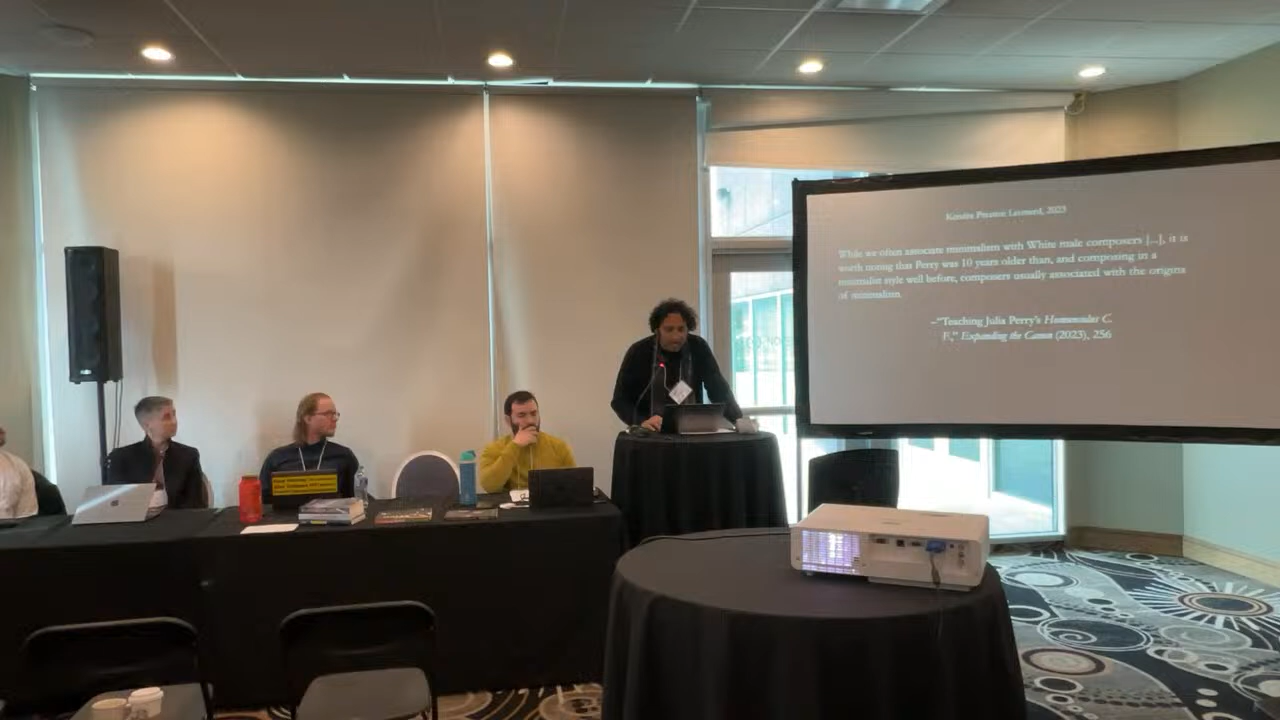 Kendra Preston Leonard, 2023
While we often associate minimalism with White male composers [...], it is
worth noting that Perry was 10 years older than, and composing in a
minimalist style well before, composers usually associated with the origins
of minimalism.
–"Teaching Julia Perry's Homunculus C.
F.," Expanding the Canon (2023), 256